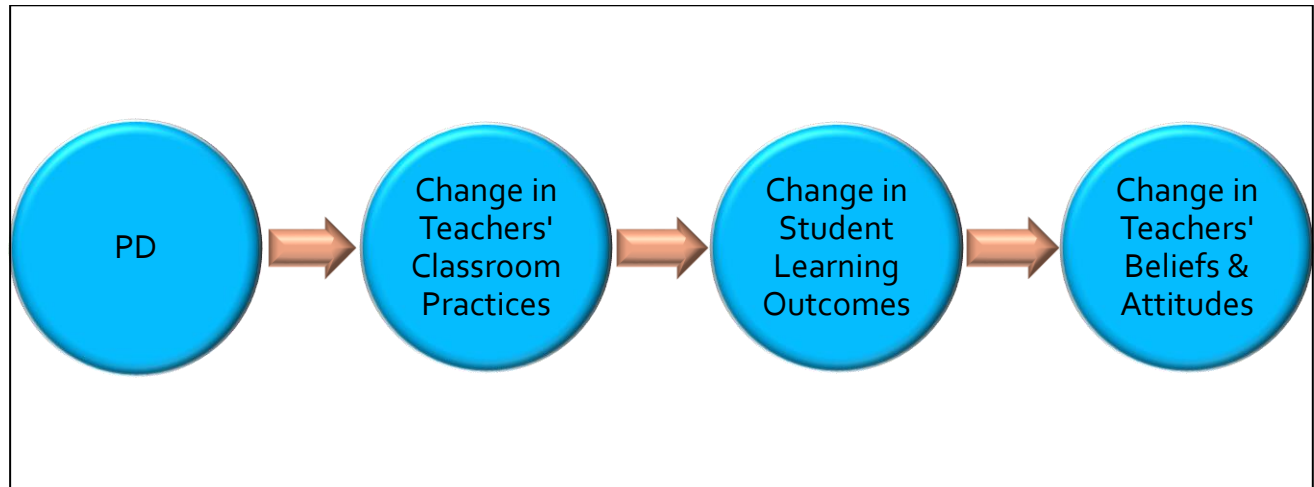 PD
Change in
Teachers'
Classroom
Practices
Change in
Student
Learning
Outcomes
Change in
Teachers'
Beliefs &
Attitudes